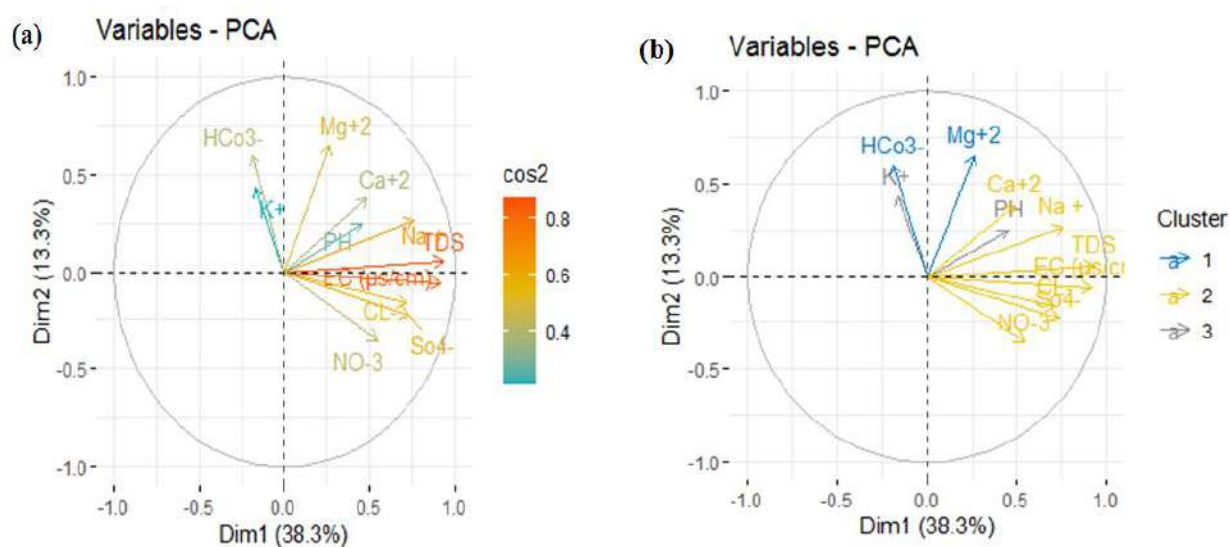 (a)
Variables - PCA
1.0
0.5
0.0
-0.5
-1.0
Dim2 (13.3%)
HCo3-
Mg+2
K+
Ca+2
PH
Na +
TDS
EC (µs/cm)
CL-
So4-
NO-3
-1.0 -0.5 0.0 0.5 1.0
Dim1 (38.3%)
cos2
0.8
0.6
0.4
(b)
Variables - PCA
1.0
0.5
0.0
-0.5
-1.0
Dim2 (13.3%)
HCo3-
Mg+2
K+
Ca+2
PH
Na +
TDS
EC (µs/cr
CL-
So4-
NO-3
-1.0 -0.5 0.0 0.5 1.0
Dim1 (38.3%)
Cluster
a 1
a 2
a 3